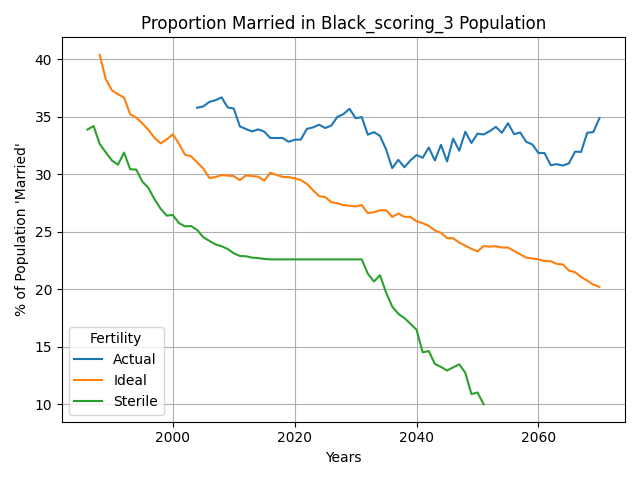 Proportion Married in Black_scoring_3 Population
% of Population 'Married'
40
35
30
25
20
15
10
Fertility
Actual
Ideal
Sterile
2000 2020 2040 2060
Years